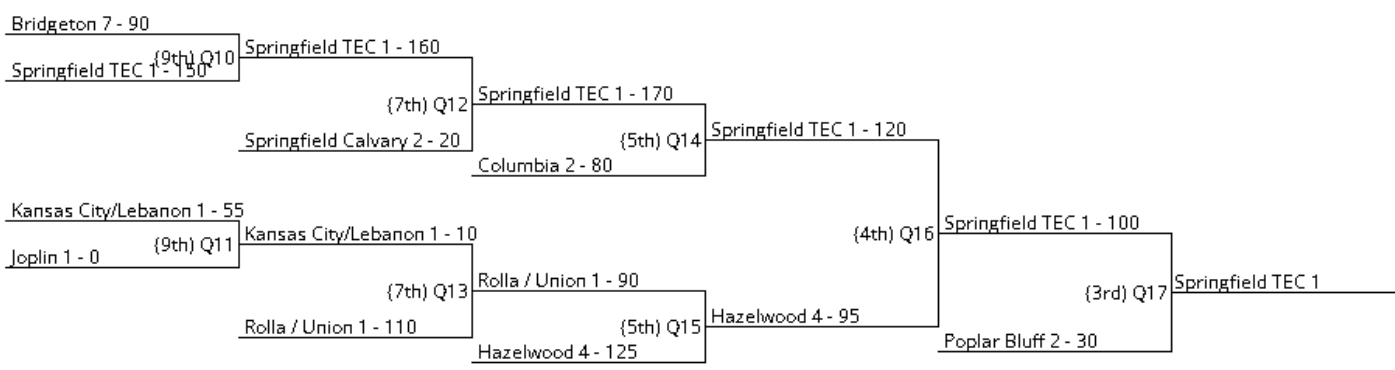 Bridgeton 7 - 90
Springfield TEC 1 - 160
{9th} Q10
Springfield TEC 1 - 150
Springfield TEC 1 - 170
{7th} Q12
Springfield TEC 1 - 120
Springfield Calvary 2 - 20
{5th} Q14
Columbia 2 - 80
Kansas City/Lebanon 1 - 55
Springfield TEC 1 - 100
Kansas City/Lebanon 1 - 10
{4th} Q16
{9th} Q11
Joplin 1 - 0
Rolla / Union 1 - 90
Springfield TEC 1
{7th} Q13
{3rd} Q17
Hazelwood 4 - 95
Rolla / Union 1 - 110
{5th} Q15
Poplar Bluff 2 - 30
Hazelwood 4 - 125